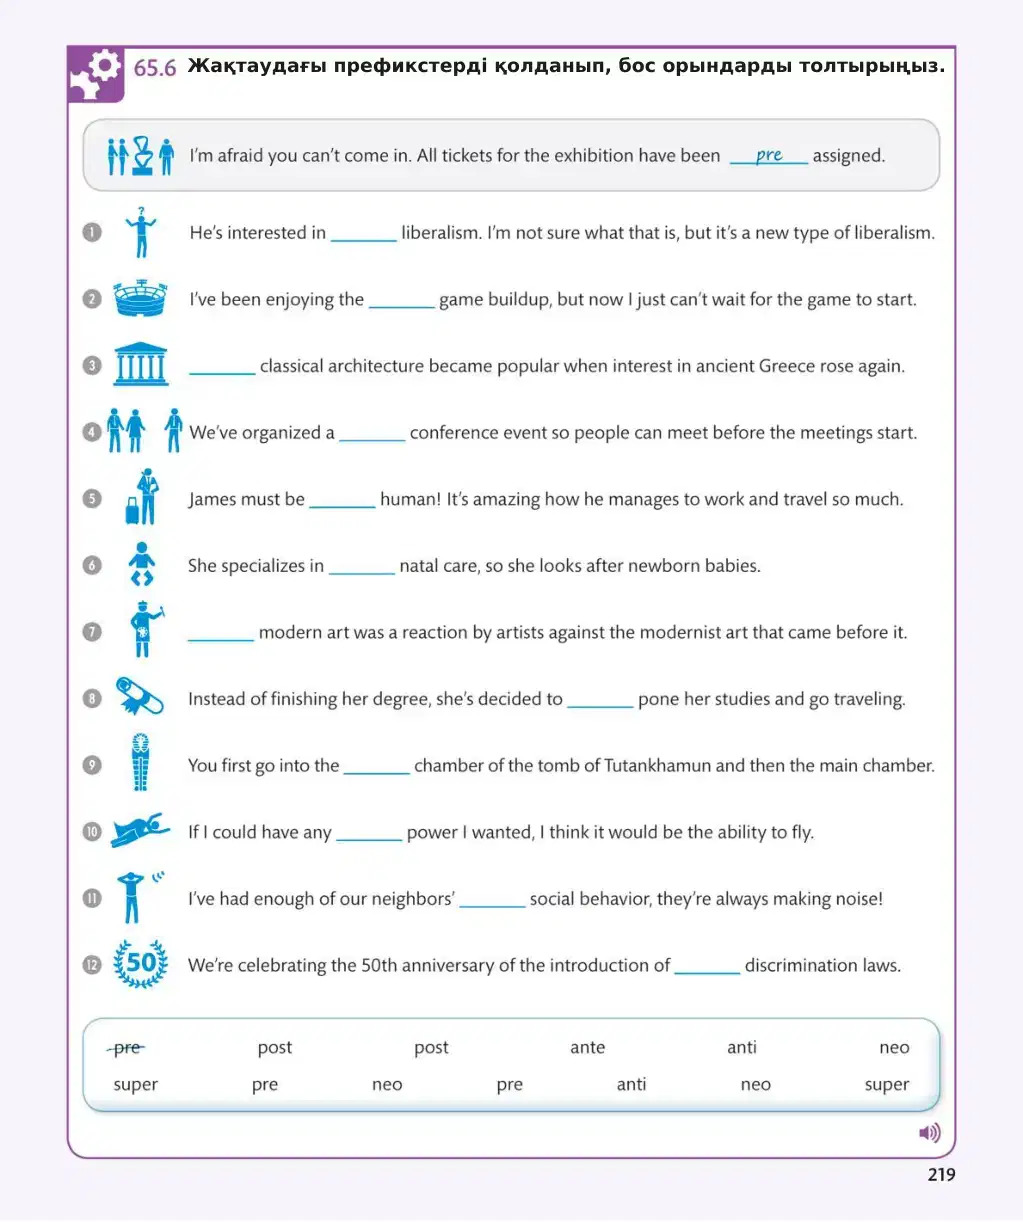 65.6 Жақтаудағы префикстерді қолданып, бос орындарды толтырыңыз.
I'm afraid you can't come in. All tickets for the exhibition have been pre assigned.
1 ? He's interested in _______ liberalism. I'm not sure what that is, but it's a new type of liberalism.
2 I've been enjoying the _______ game buildup, but now I just can't wait for the game to start.
3 _______ classical architecture became popular when interest in ancient Greece rose again.
4 We've organized a _______ conference event so people can meet before the meetings start.
5 James must be _______ human! It's amazing how he manages to work and travel so much.
6 She specializes in _______ natal care, so she looks after newborn babies.
7 _______ modern art was a reaction by artists against the modernist art that came before it.
8 Instead of finishing her degree, she's decided to _______ pone her studies and go traveling.
9 You first go into the _______ chamber of the tomb of Tutankhamun and then the main chamber.
10 If I could have any _______ power I wanted, I think it would be the ability to fly.
11 I've had enough of our neighbors' _______ social behavior, they're always making noise!
12 50 We're celebrating the 50th anniversary of the introduction of _______ discrimination laws.
pre post post ante anti neo
super pre neo pre anti neo super
219